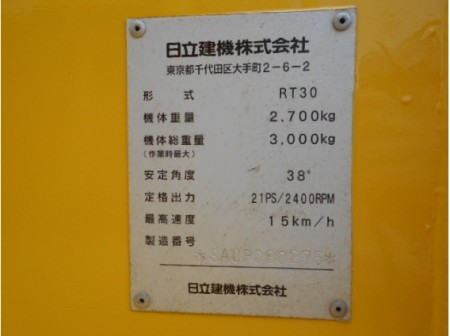 日立建機株式会社
東京都千代田区大手町2-6-2
形式 RT30
機体重量 2,700kg
機体総重量 3,000kg
(作業時最大)
安定角度 38°
定格出力 21PS/2400RPM
最高速度 15km/h
製造番号
日立建機株式会社